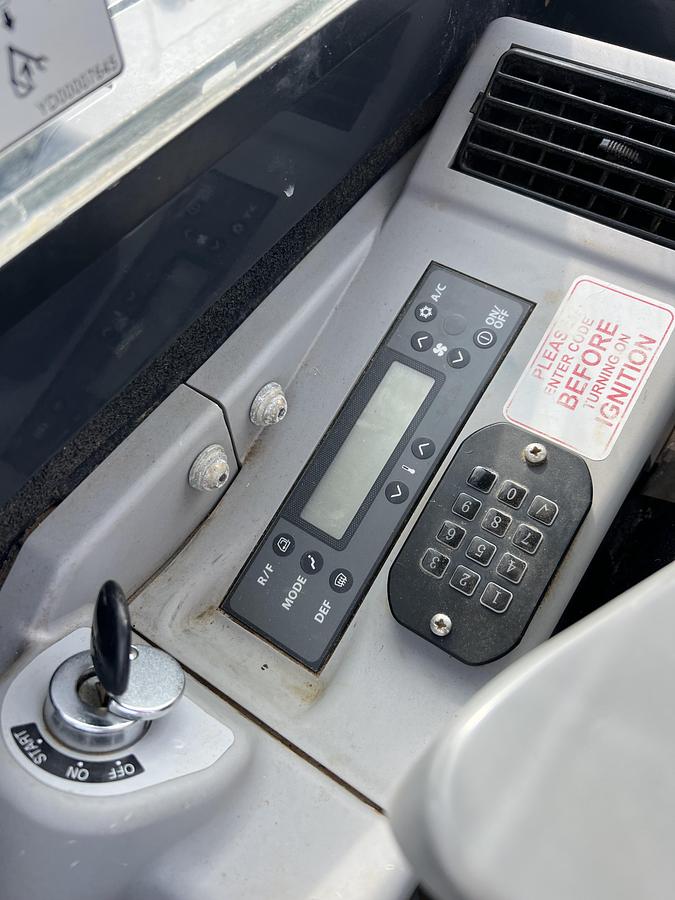 YD00007645
A/C
ON/
OFF
PLEAS
ENTER CODE
BEFORE
TURNING ON
IGNITION
R/F
MODE
DEF
0
9
8
7
6
5
4
3
2
1
START
ON
OFF